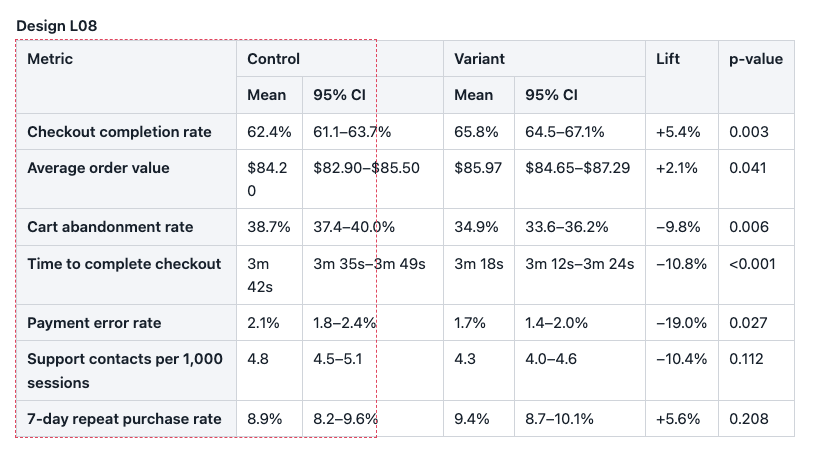 Design L08
Metric Control Variant Lift p-value
Mean 95% CI Mean 95% CI
Checkout completion rate 62.4% 61.1–63.7% 65.8% 64.5–67.1% +5.4% 0.003
Average order value $84.2 $82.90–$85.50 $85.97 $84.65–$87.29 +2.1% 0.041
0
Cart abandonment rate 38.7% 37.4–40.0% 34.9% 33.6–36.2% −9.8% 0.006
Time to complete checkout 3m 3m 35s–3m 49s 3m 18s 3m 12s–3m 24s −10.8% <0.001
42s
Payment error rate 2.1% 1.8–2.4% 1.7% 1.4–2.0% −19.0% 0.027
Support contacts per 1,000 4.8 4.5–5.1 4.3 4.0–4.6 −10.4% 0.112
sessions
7-day repeat purchase rate 8.9% 8.2–9.6% 9.4% 8.7–10.1% +5.6% 0.208